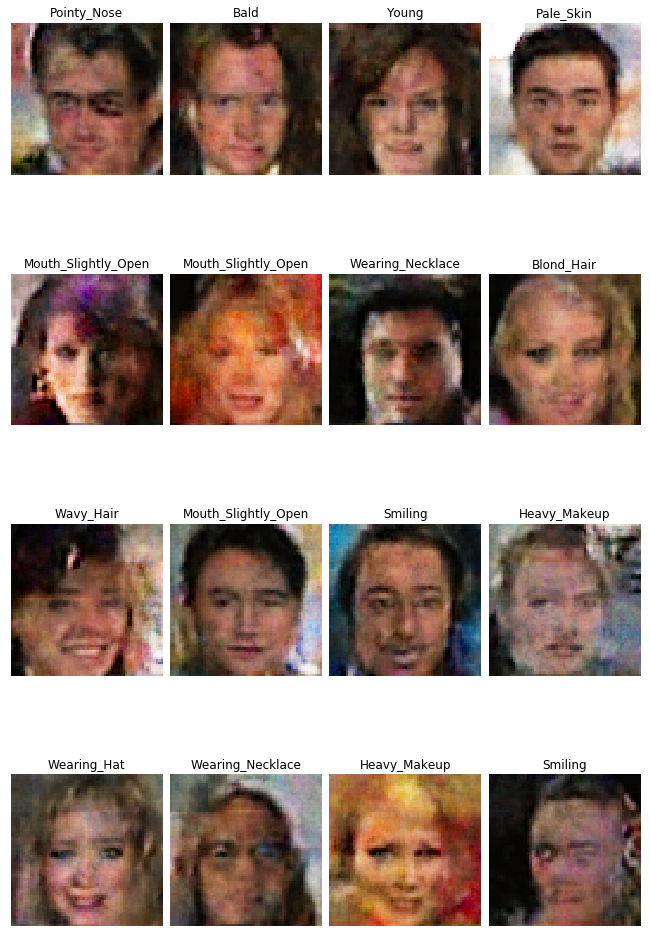 Pointy_Nose Bald Young Pale_Skin
Mouth_Slightly_Open Mouth_Slightly_Open Wearing_Necklace Blond_Hair
Wavy_Hair Mouth_Slightly_Open Smiling Heavy_Makeup
Wearing_Hat Wearing_Necklace Heavy_Makeup Smiling